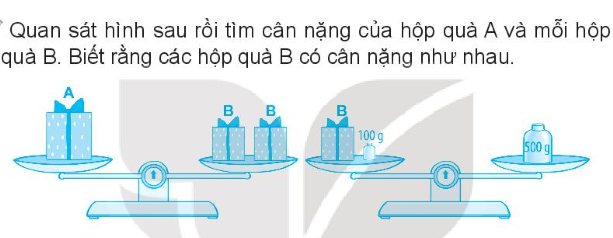 Quan sát hình sau rồi tìm cân nặng của hộp quà A và mỗi hộp
quà B. Biết rằng các hộp quà B có cân nặng như nhau.
A
B B
B
100 g
500 g